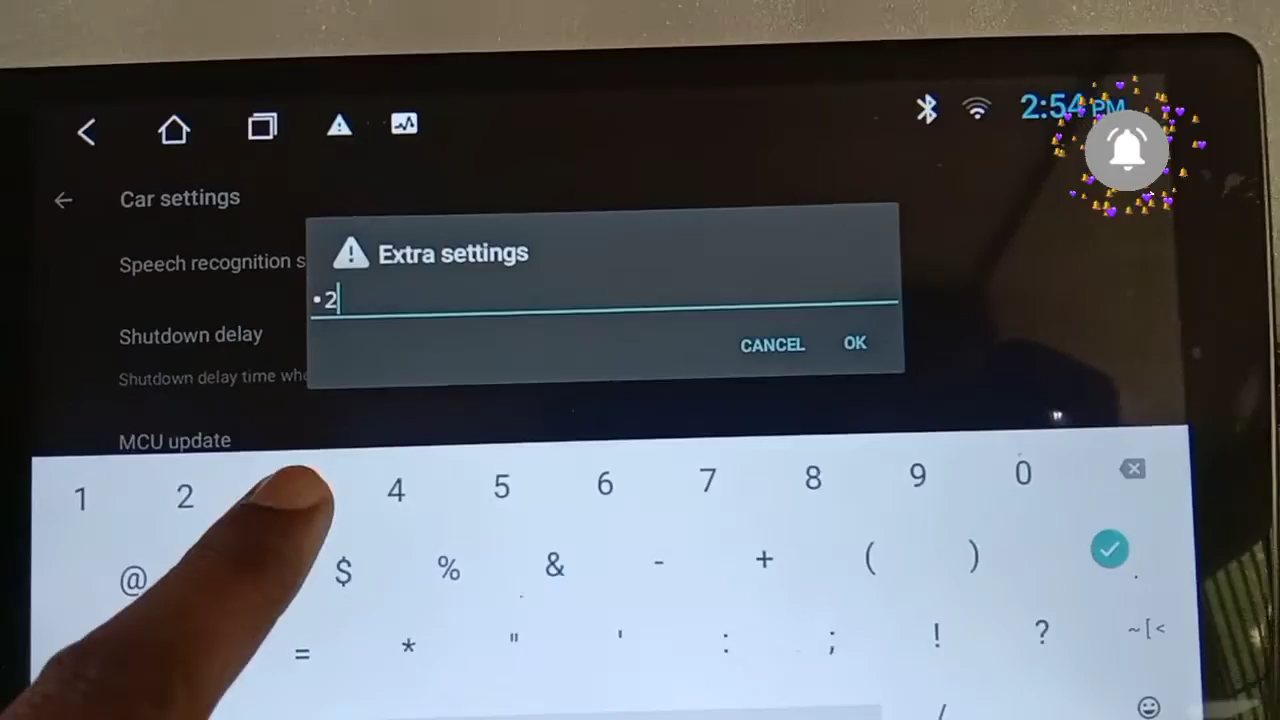 2:54 PM
Car settings
Speech recognition s
Extra settings
•2
Shutdown delay
CANCEL OK
Shutdown delay time whe
MCU update
1 2 4 5 6 7 8 9 0
@ $ % & - + ( )
= * " ' : ; ! ? ~[<
/